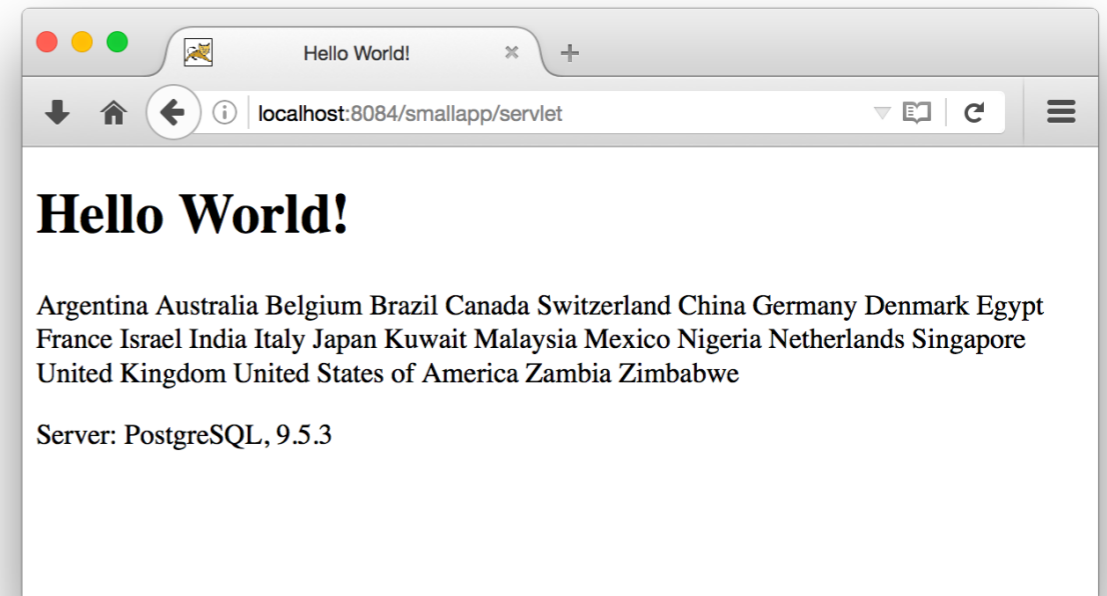 Hello World!
localhost:8084/smallapp/servlet
Hello World!
Argentina Australia Belgium Brazil Canada Switzerland China Germany Denmark Egypt
France Israel India Italy Japan Kuwait Malaysia Mexico Nigeria Netherlands Singapore
United Kingdom United States of America Zambia Zimbabwe
Server: PostgreSQL, 9.5.3